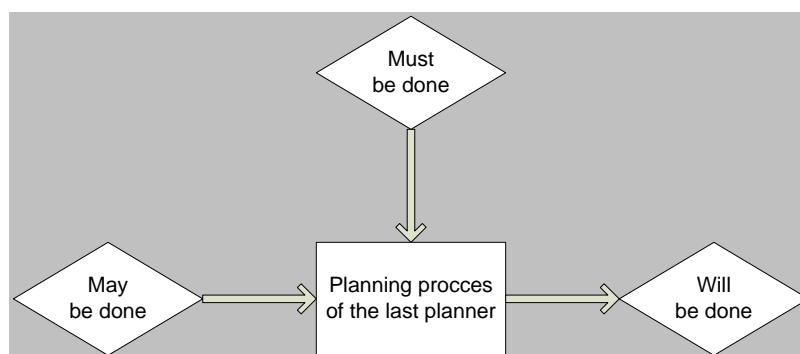 Must
be done
May
be done
Planning procces
of the last planner
Will
be done